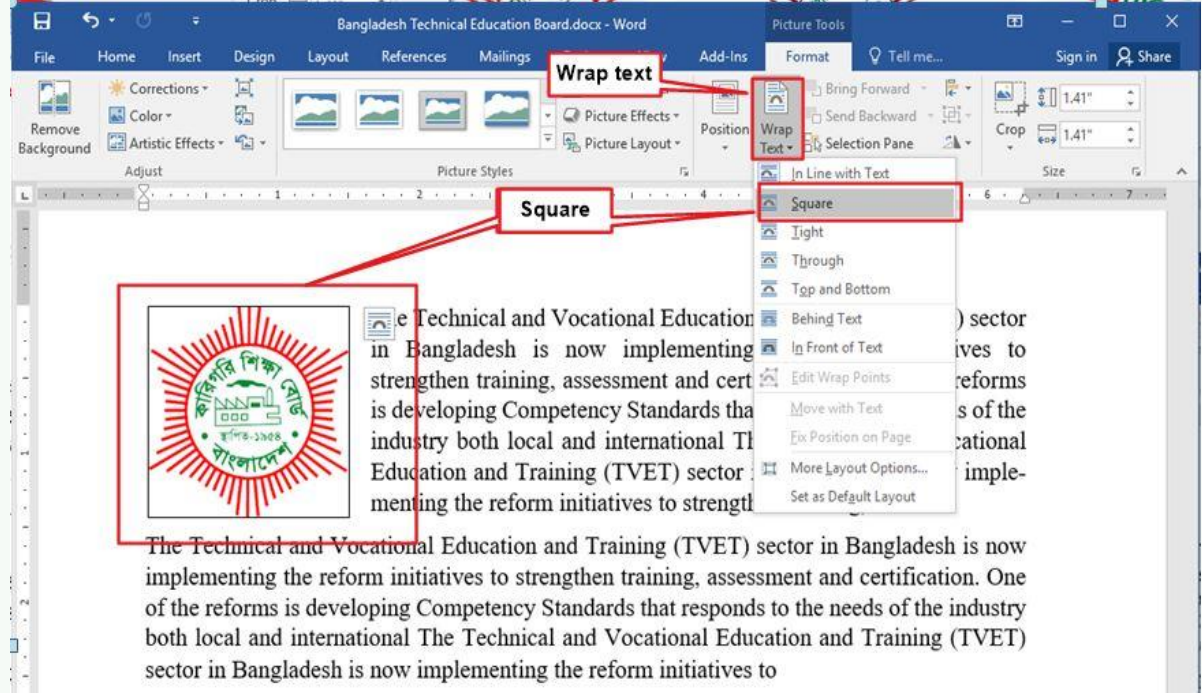 Bangladesh Technical Education Board.docx - Word
Picture Tools
File Home Insert Design Layout References Mailings Add-Ins Format Tell me... Sign in Share
Wrap text
Remove Background
Corrections
Color
Artistic Effects
Adjust
Picture Effects
Picture Layout
Picture Styles
Position
Wrap Text
Bring Forward
Send Backward
Selection Pane
Crop
1.41"
1.41"
Size
1 2 4 6 7
In Line with Text
Square
Tight
Through
Top and Bottom
Behind Text
In Front of Text
Edit Wrap Points
Move with Text
Fix Position on Page
More Layout Options...
Set as Default Layout
Square
কারিগরি শিক্ষা বোর্ড
স্থাপিত-১৯৫৪
বাংলাদেশ
Technical and Vocational Education ) sector
in Bangladesh is now implementing to
strengthen training, assessment and reforms
is developing Competency Standards of the
industry both local and international
Education and Training (TVET) sector imple-
menting the reform initiatives to
The Technical and Vocational Education and Training (TVET) sector in Bangladesh is now
implementing the reform initiatives to strengthen training, assessment and certification. One
of the reforms is developing Competency Standards that responds to the needs of the industry
both local and international The Technical and Vocational Education and Training (TVET)
sector in Bangladesh is now implementing the reform initiatives to